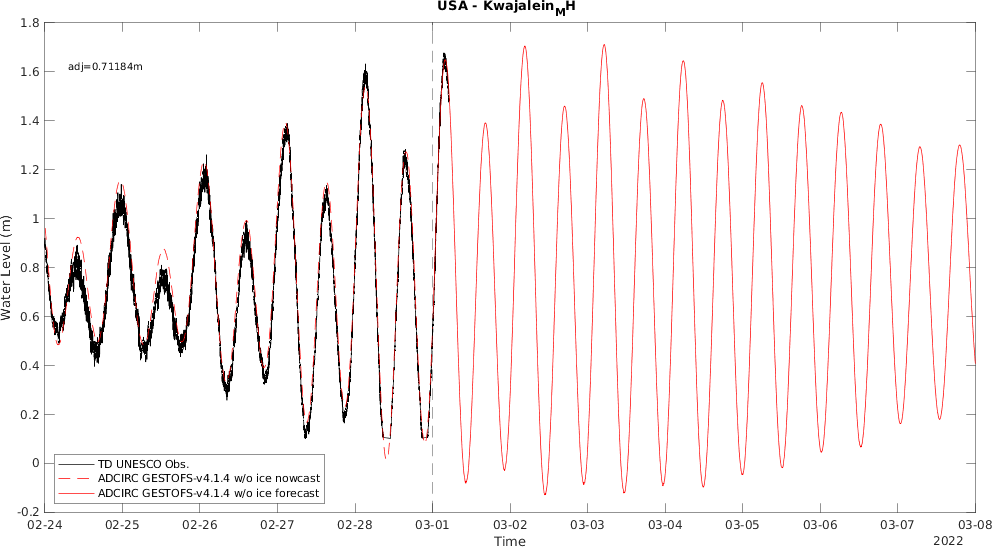 USA - Kwajalein_MH
adj=0.71184m
1.8
1.6
1.4
1.2
1
0.8
0.6
0.4
0.2
0
-0.2
Water Level (m)
TD UNESCO Obs.
ADCIRC GESTOFS-v4.1.4 w/o ice nowcast
ADCIRC GESTOFS-v4.1.4 w/o ice forecast
02-24 02-25 02-26 02-27 02-28 03-01 03-02 03-03 03-04 03-05 03-06 03-07 03-08
Time
2022